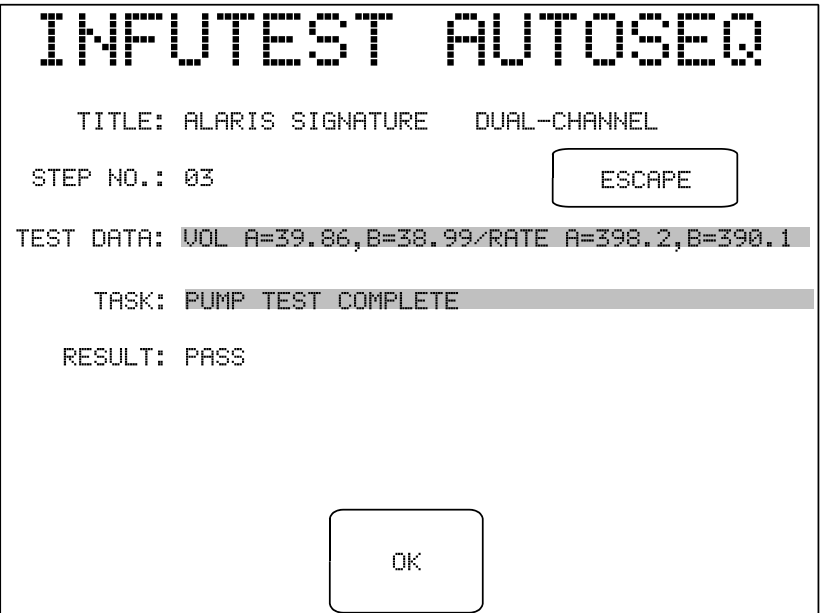 INFUTEST AUTOSEQ
TITLE: ALARIS SIGNATURE DUAL-CHANNEL
STEP NO.: 03
ESCAPE
TEST DATA: VOL A=39.86,B=38.99/RATE A=398.2,B=390.1
TASK: PUMP TEST COMPLETE
RESULT: PASS
OK